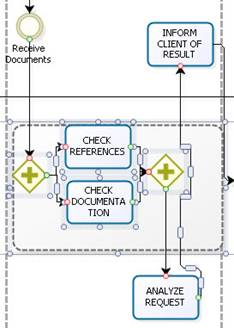 Receive
Documents
INFORM
CLIENT OF
RESULT
CHECK
REFERENCES
CHECK
DOCUMENTA
TION
ANALYZE
REQUEST